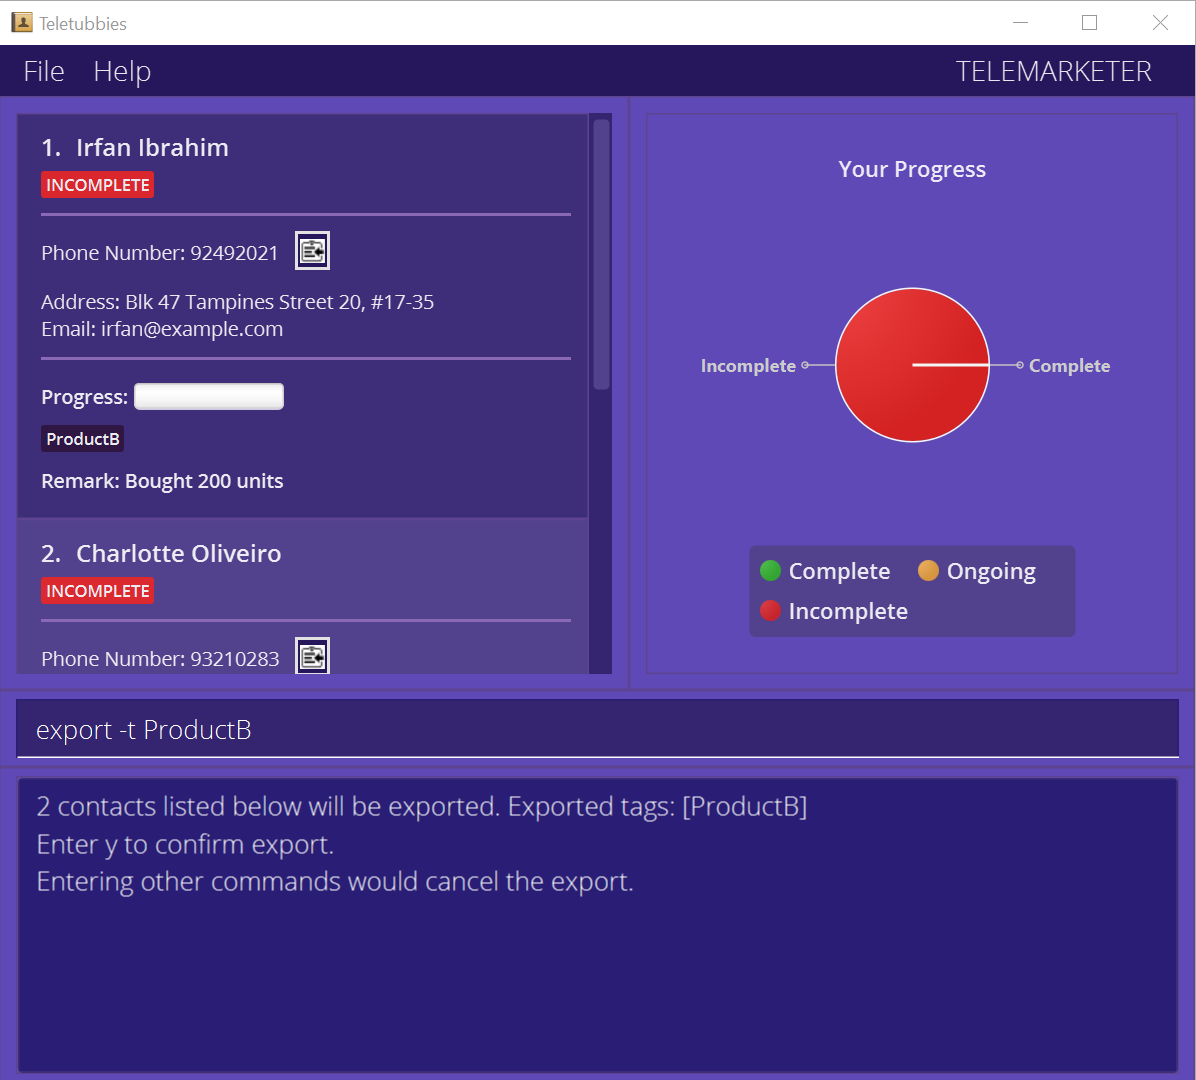 Teletubbies
File Help TELEMARKETER
1. Irfan Ibrahim
INCOMPLETE
Phone Number: 92492021
Address: Blk 47 Tampines Street 20, #17-35
Email: irfan@example.com
Progress:
ProductB
Remark: Bought 200 units
2. Charlotte Oliveiro
INCOMPLETE
Phone Number: 93210283
Your Progress
Incomplete Complete
Complete Ongoing
Incomplete
export -t ProductB
2 contacts listed below will be exported. Exported tags: [ProductB]
Enter y to confirm export.
Entering other commands would cancel the export.